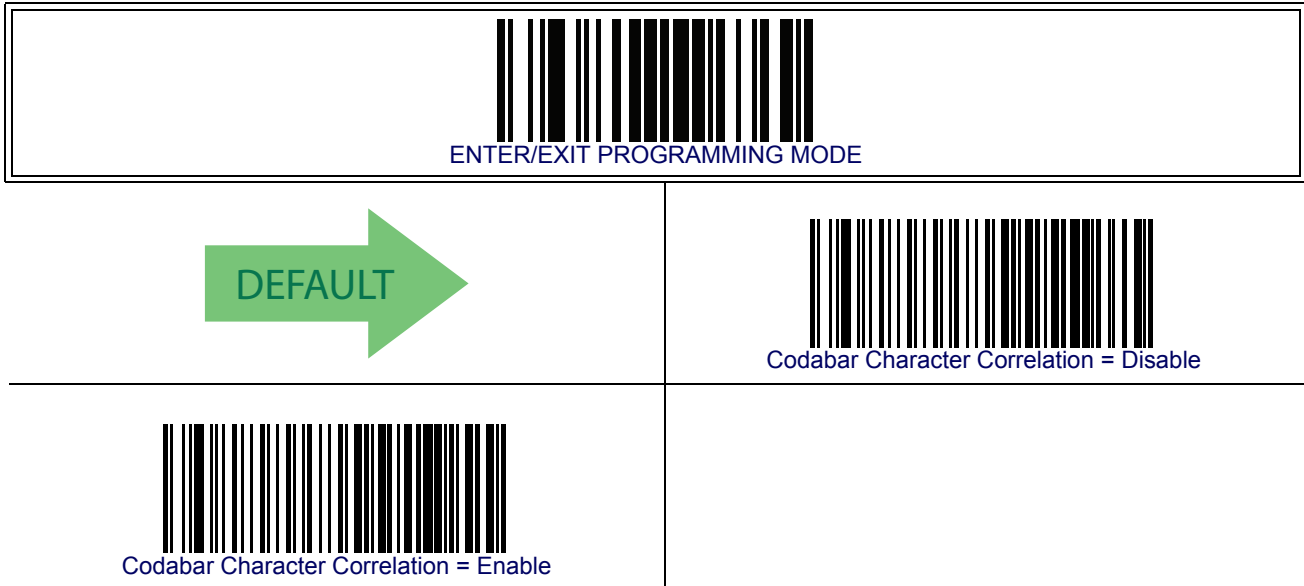 ENTER/EXIT PROGRAMMING MODE
DEFAULT
Codabar Character Correlation = Disable
Codabar Character Correlation = Enable